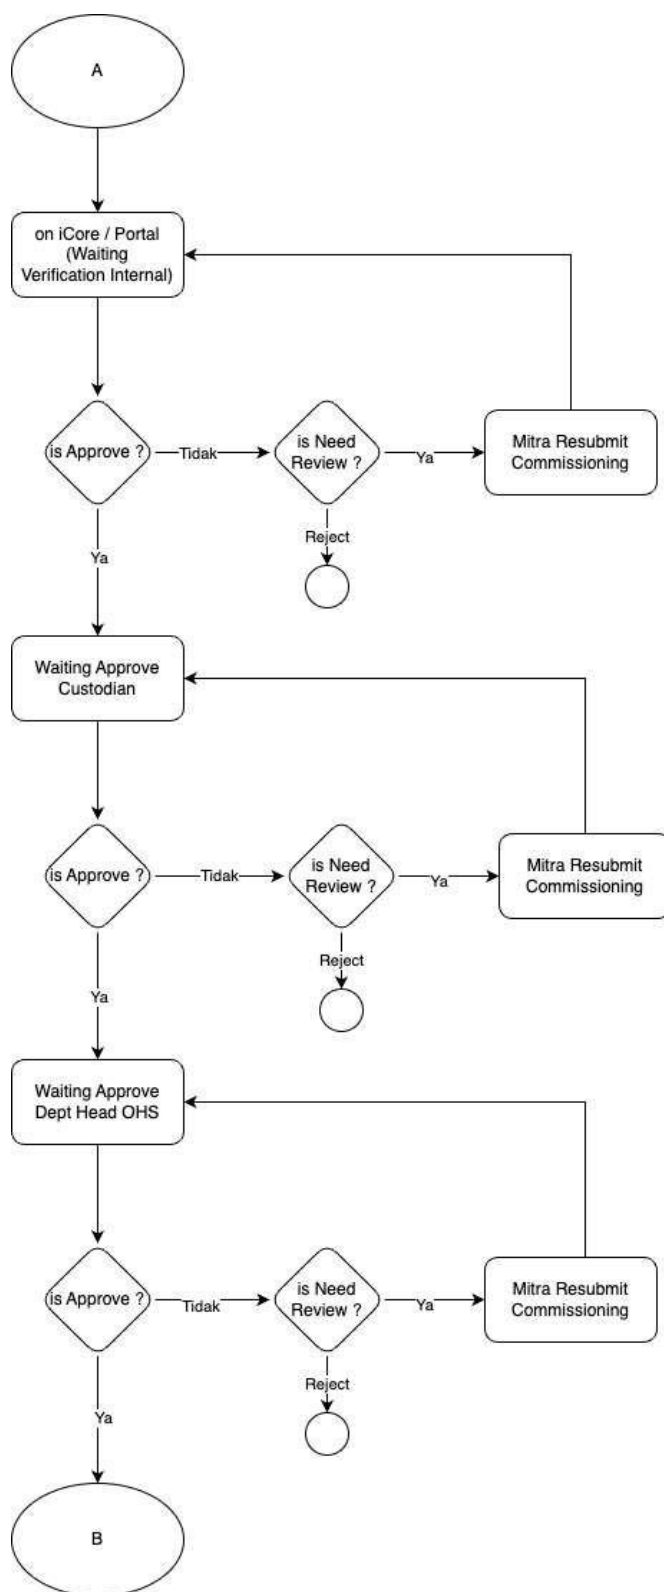 A
on iCore / Portal
(Waiting
Verification Internal)
is Approve ?
Tidak
is Need
Review ?
Ya
Mitra Resubmit
Commissioning
Reject
Ya
Waiting Approve
Custodian
is Approve ?
Tidak
is Need
Review ?
Ya
Mitra Resubmit
Commissioning
Reject
Ya
Waiting Approve
Dept Head OHS
is Approve ?
Tidak
is Need
Review ?
Ya
Mitra Resubmit
Commissioning
Reject
Ya
B